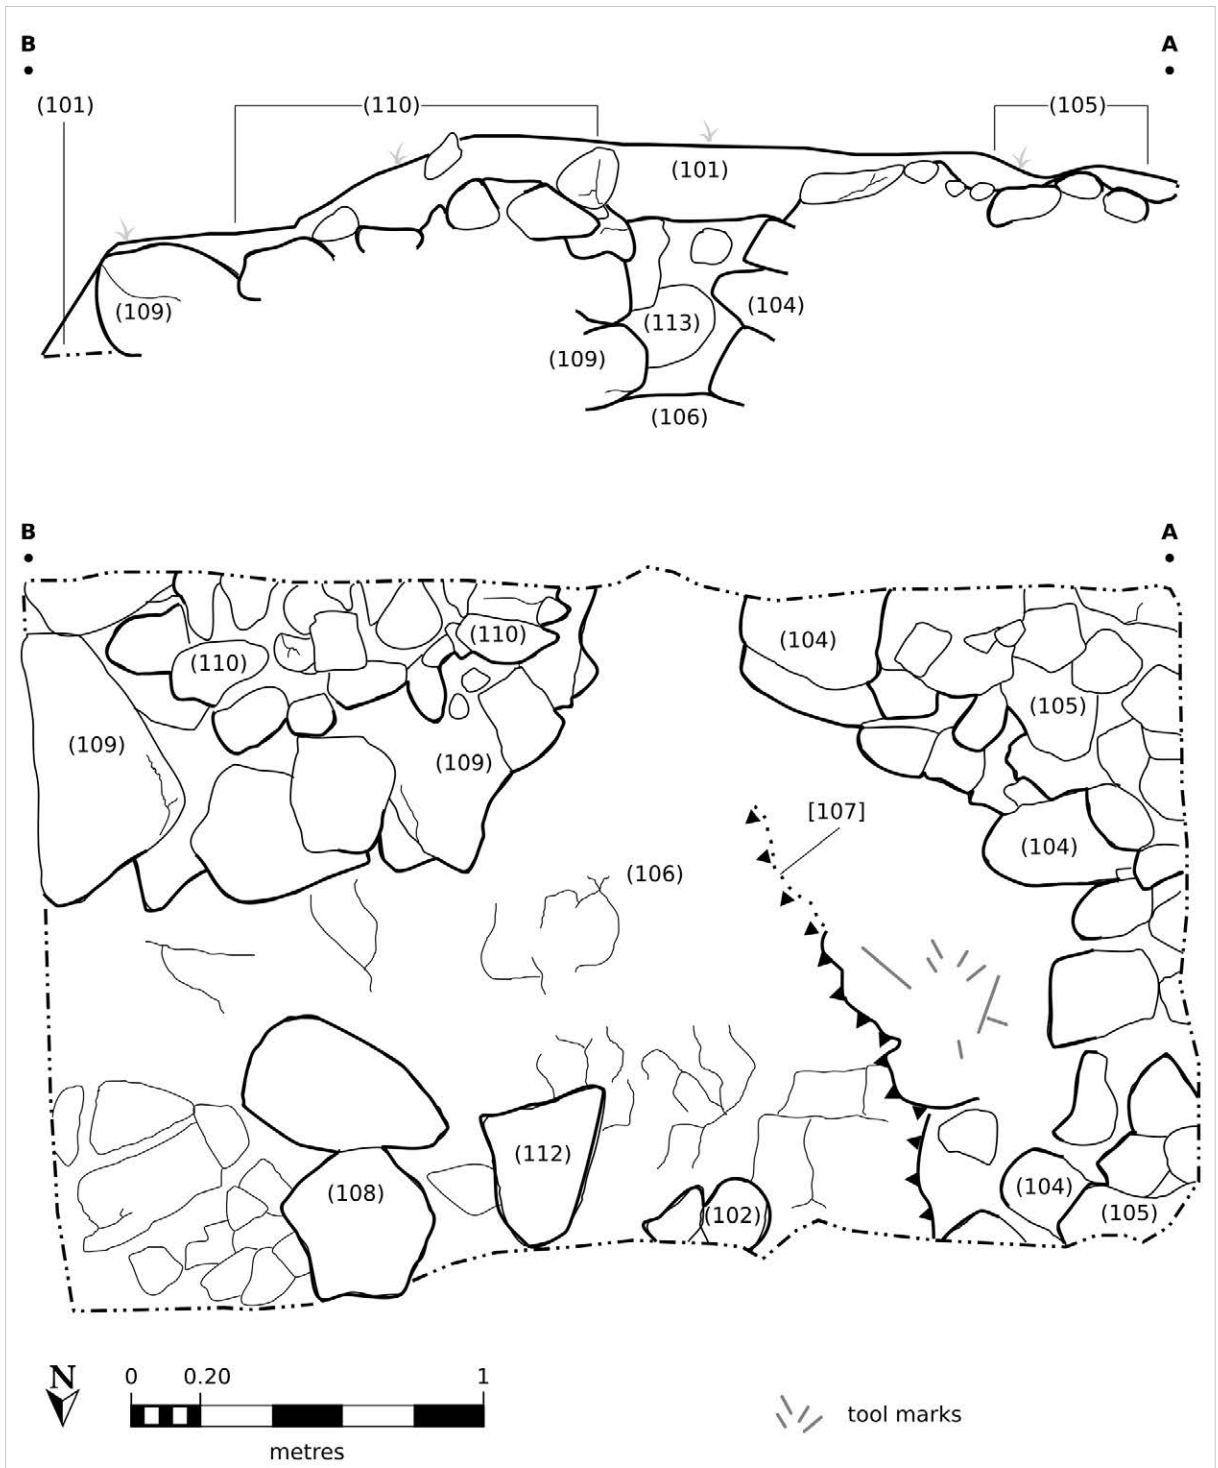 B A
(101) (110) (105)
(101)
(109) (113) (104)
(109)
(106)
B A
(110) (110) (104)
(105)
(109) (109)
[107]
(106) (104)
(112)
(108) (104)
(102) (105)
N 0 0.20 1
metres
tool marks